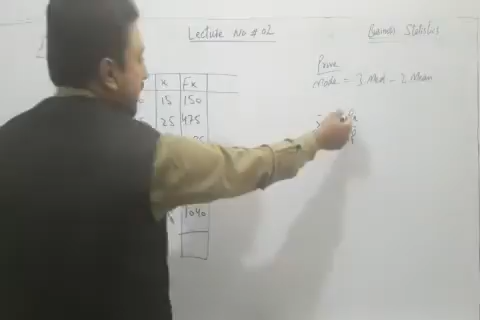 Lecture No # 02
Business Statistics
Prove
Mode = 3 Med - 2 Mean
x Fx
15 150
25 475
1040